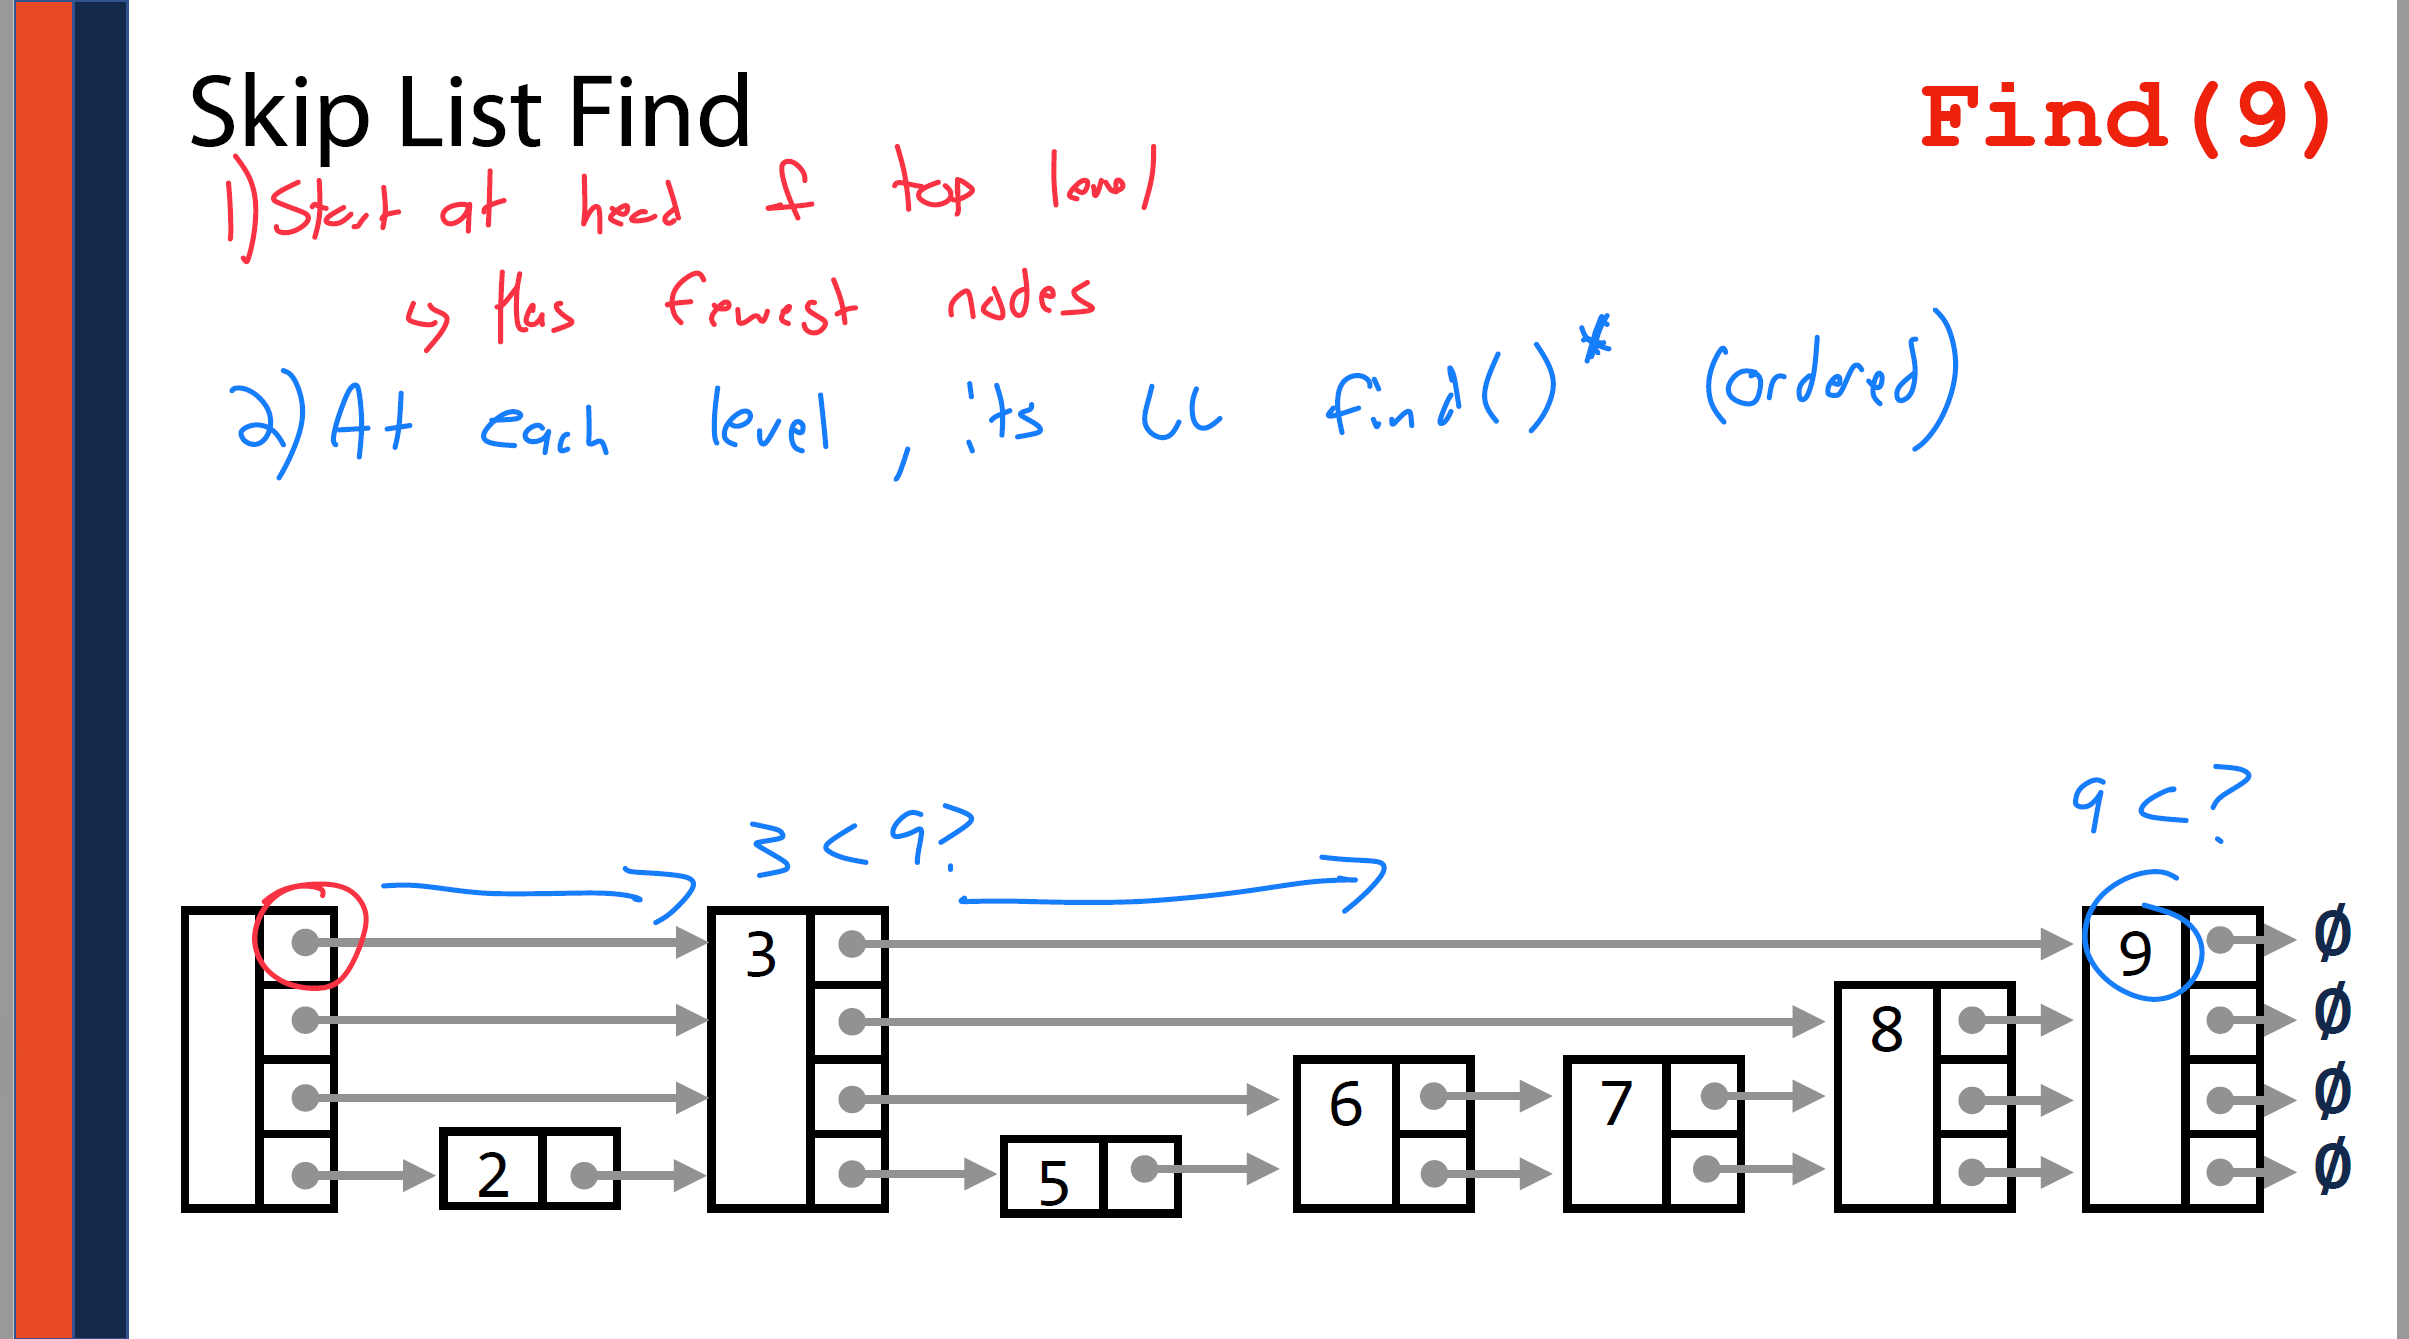 Skip List Find
Find(9)
1) Start at head of top level
↳ Has fewest nodes
2) At each level, its LL find()* (ordered)
3 < 9?
9 < ?
3
9
8
6
7
2
5
Ø
Ø
Ø
Ø